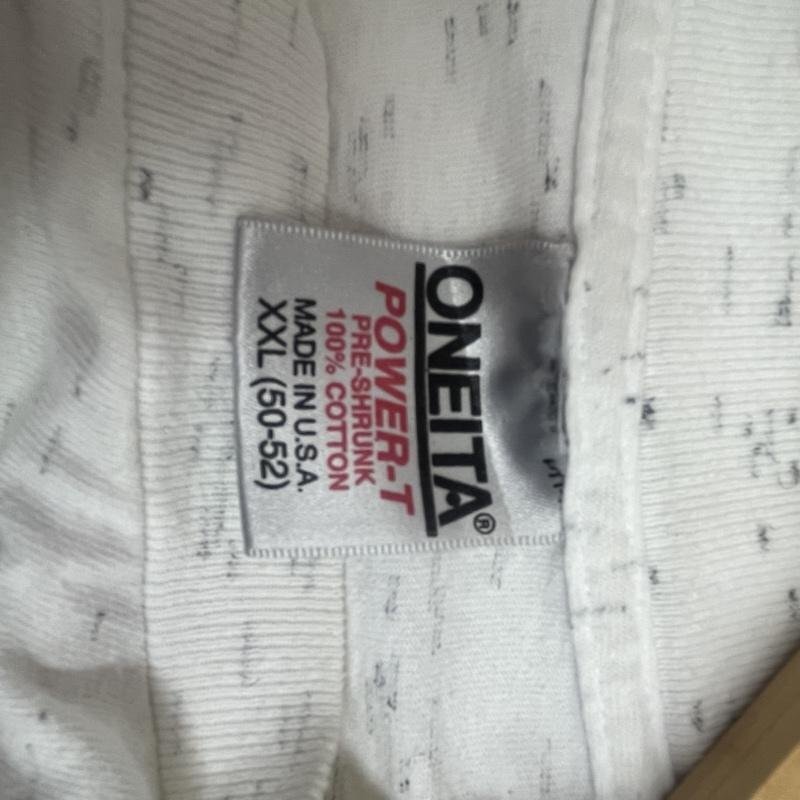 ONEITA®
POWER-T
PRE-SHRUNK
100% COTTON
MADE IN U.S.A.
XXL (50-52)